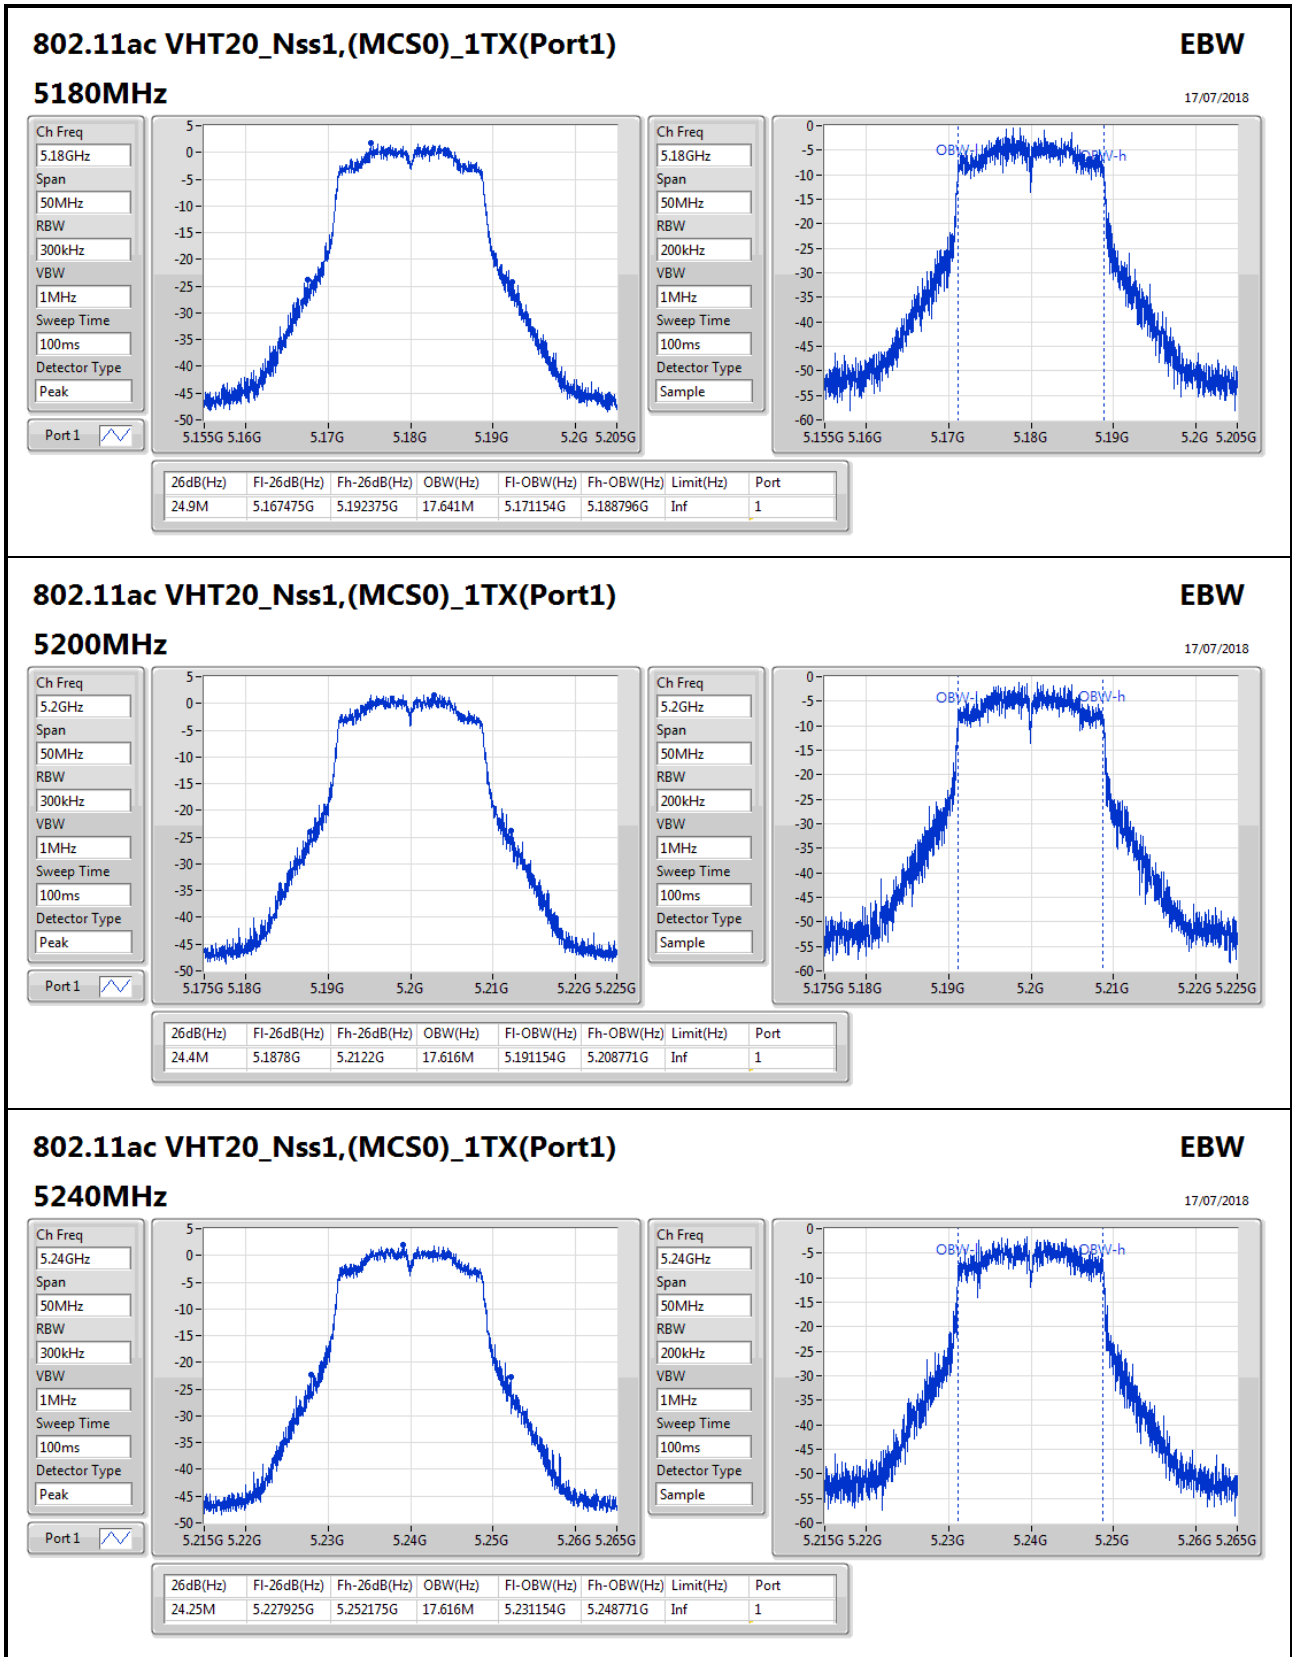 802.11ac VHT20_Nss1,(MCS0)_1TX(Port1) EBW
5180MHz
17/07/2018
Ch Freq
5.18GHz
Span
50MHz
RBW
300kHz
VBW
1MHz
Sweep Time
100ms
Detector Type
Peak
Port 1
5
0
-5
-10
-15
-20
-25
-30
-35
-40
-45
-50
5.155G 5.16G 5.17G 5.18G 5.19G 5.2G 5.205G
Ch Freq
5.18GHz
Span
50MHz
RBW
200kHz
VBW
1MHz
Sweep Time
100ms
Detector Type
Sample
0
-5
-10
-15
-20
-25
-30
-35
-40
-45
-50
-55
-60
OBW-l OBW-h
5.155G 5.16G 5.17G 5.18G 5.19G 5.2G 5.205G
26dB(Hz) Fl-26dB(Hz) Fh-26dB(Hz) OBW(Hz) Fl-OBW(Hz) Fh-OBW(Hz) Limit(Hz) Port
24.9M 5.167475G 5.192375G 17.641M 5.171154G 5.188796G Inf 1
802.11ac VHT20_Nss1,(MCS0)_1TX(Port1) EBW
5200MHz
17/07/2018
Ch Freq
5.2GHz
Span
50MHz
RBW
300kHz
VBW
1MHz
Sweep Time
100ms
Detector Type
Peak
Port 1
5
0
-5
-10
-15
-20
-25
-30
-35
-40
-45
-50
5.175G 5.18G 5.19G 5.2G 5.21G 5.22G 5.225G
Ch Freq
5.2GHz
Span
50MHz
RBW
200kHz
VBW
1MHz
Sweep Time
100ms
Detector Type
Sample
0
-5
-10
-15
-20
-25
-30
-35
-40
-45
-50
-55
-60
OBW-l OBW-h
5.175G 5.18G 5.19G 5.2G 5.21G 5.22G 5.225G
26dB(Hz) Fl-26dB(Hz) Fh-26dB(Hz) OBW(Hz) Fl-OBW(Hz) Fh-OBW(Hz) Limit(Hz) Port
24.4M 5.1878G 5.2122G 17.616M 5.191154G 5.208771G Inf 1
802.11ac VHT20_Nss1,(MCS0)_1TX(Port1) EBW
5240MHz
17/07/2018
Ch Freq
5.24GHz
Span
50MHz
RBW
300kHz
VBW
1MHz
Sweep Time
100ms
Detector Type
Peak
Port 1
5
0
-5
-10
-15
-20
-25
-30
-35
-40
-45
-50
5.215G 5.22G 5.23G 5.24G 5.25G 5.26G 5.265G
Ch Freq
5.24GHz
Span
50MHz
RBW
200kHz
VBW
1MHz
Sweep Time
100ms
Detector Type
Sample
0
-5
-10
-15
-20
-25
-30
-35
-40
-45
-50
-55
-60
OBW-l OBW-h
5.215G 5.22G 5.23G 5.24G 5.25G 5.26G 5.265G
26dB(Hz) Fl-26dB(Hz) Fh-26dB(Hz) OBW(Hz) Fl-OBW(Hz) Fh-OBW(Hz) Limit(Hz) Port
24.25M 5.227925G 5.252175G 17.616M 5.231154G 5.248771G Inf 1